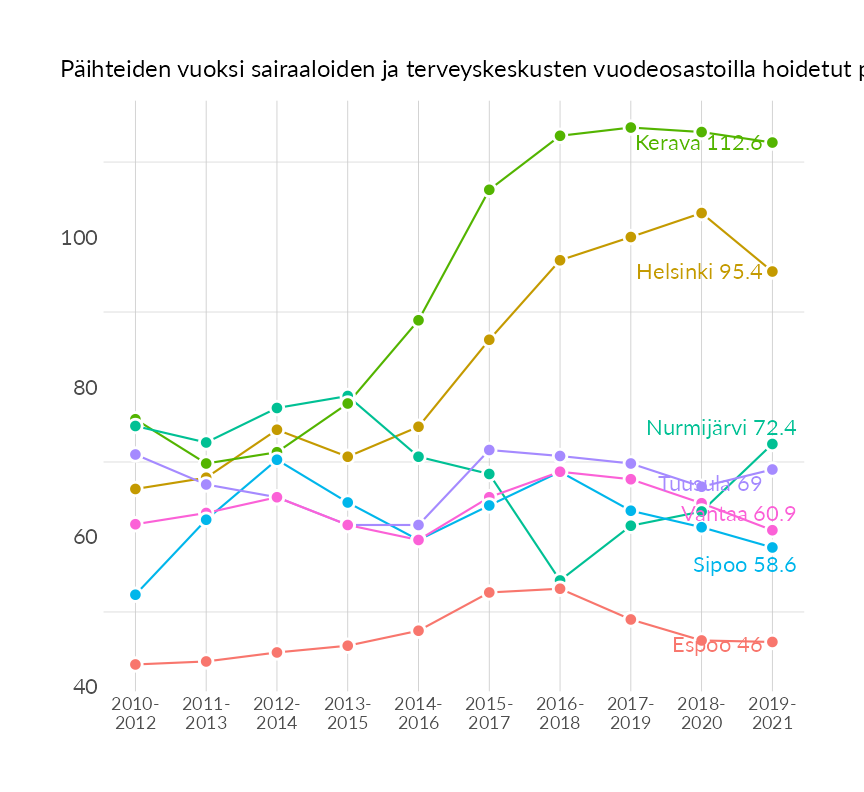 Päihteiden vuoksi sairaaloiden ja terveyskeskusten vuodeosastoilla hoidetut
Kerava 112.6
100
Helsinki 95.4
80
Nurmijärvi 72.4
Tuusula 69
Vantaa 60.9
60
Sipoo 58.6
Espoo 46
40
2010- 2011- 2012- 2013- 2014- 2015- 2016- 2017- 2018- 2019-
2012 2013 2014 2015 2016 2017 2018 2019 2020 2021